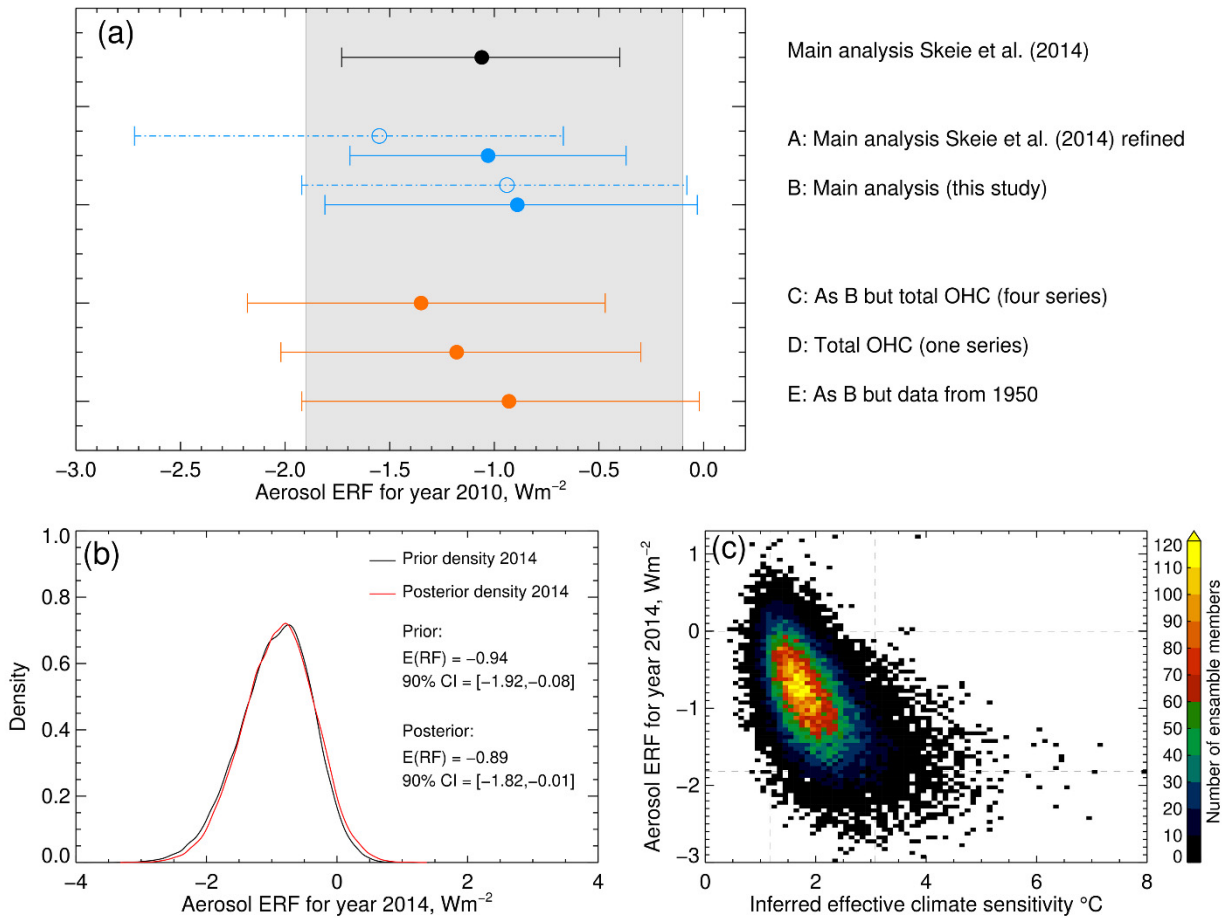 (a)
Main analysis Skeie et al. (2014)
A: Main analysis Skeie et al. (2014) refined
B: Main analysis (this study)
C: As B but total OHC (four series)
D: Total OHC (one series)
E: As B but data from 1950
−3.0 −2.5 −2.0 −1.5 −1.0 −0.5 0.0
Aerosol ERF for year 2010, Wm−2
(b)
1.0
0.8
0.6
0.4
0.2
0.0
Density
Prior density 2014
Posterior density 2014
Prior:
E(RF) = −0.94
90% CI = [−1.92,−0.08]
Posterior:
E(RF) = −0.89
90% CI = [−1.82,−0.01]
−4 −2 0 2 4
Aerosol ERF for year 2014, Wm−2
(c)
1
0
−1
−2
−3
Aerosol ERF for year 2014, Wm−2
0 2 4 6 8
Inferred effective climate sensitivity °C
120
110
100
90
80
70
60
50
40
30
20
10
0
Number of ensamble members